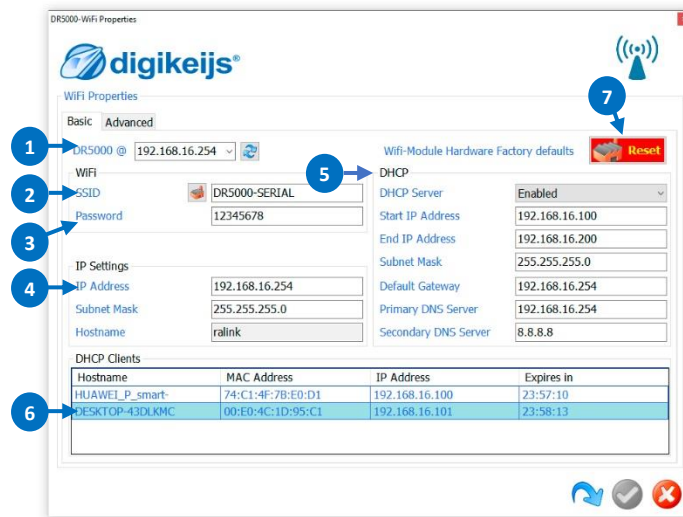 DR5000-WiFi Properties
digikeijs®
WiFi Properties
7
Basic Advanced
1 DR5000 @ 192.168.16.254 Wifi-Module Hardware Factory defaults Reset
WiFi 5 DHCP
2 SSID DR5000-SERIAL DHCP Server Enabled
3 Password 12345678 Start IP Address 192.168.16.100
End IP Address 192.168.16.200
IP Settings Subnet Mask 255.255.255.0
4 IP Address 192.168.16.254 Default Gateway 192.168.16.254
Subnet Mask 255.255.255.0 Primary DNS Server 192.168.16.254
Hostname ralink Secondary DNS Server 8.8.8.8
DHCP Clients
Hostname MAC Address IP Address Expires in
HUAWEI_P_smart- 74:C1:4F:7B:E0:D1 192.168.16.100 23:57:10
6 DESKTOP-43DLKMC 00:E0:4C:1D:95:C1 192.168.16.101 23:58:13